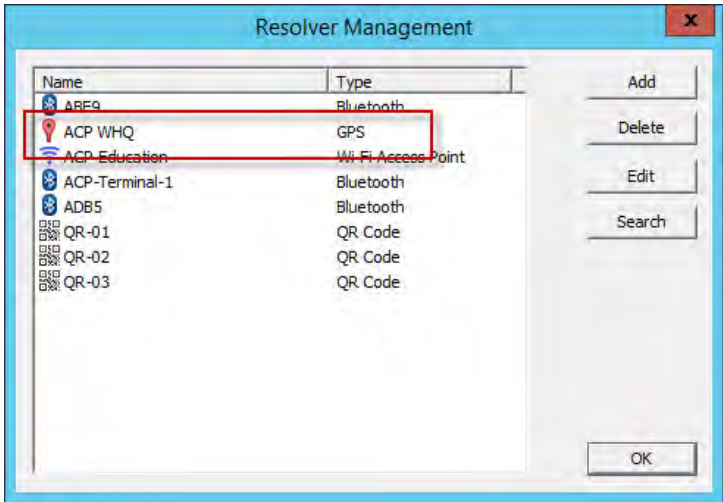 Resolver Management
x
Name Type
ABE9 Bluetooth
ACP WHQ GPS
ACP-Education Wi-Fi Access Point
ACP-Terminal-1 Bluetooth
ADB5 Bluetooth
QR-01 QR Code
QR-02 QR Code
QR-03 QR Code
Add
Delete
Edit
Search
OK